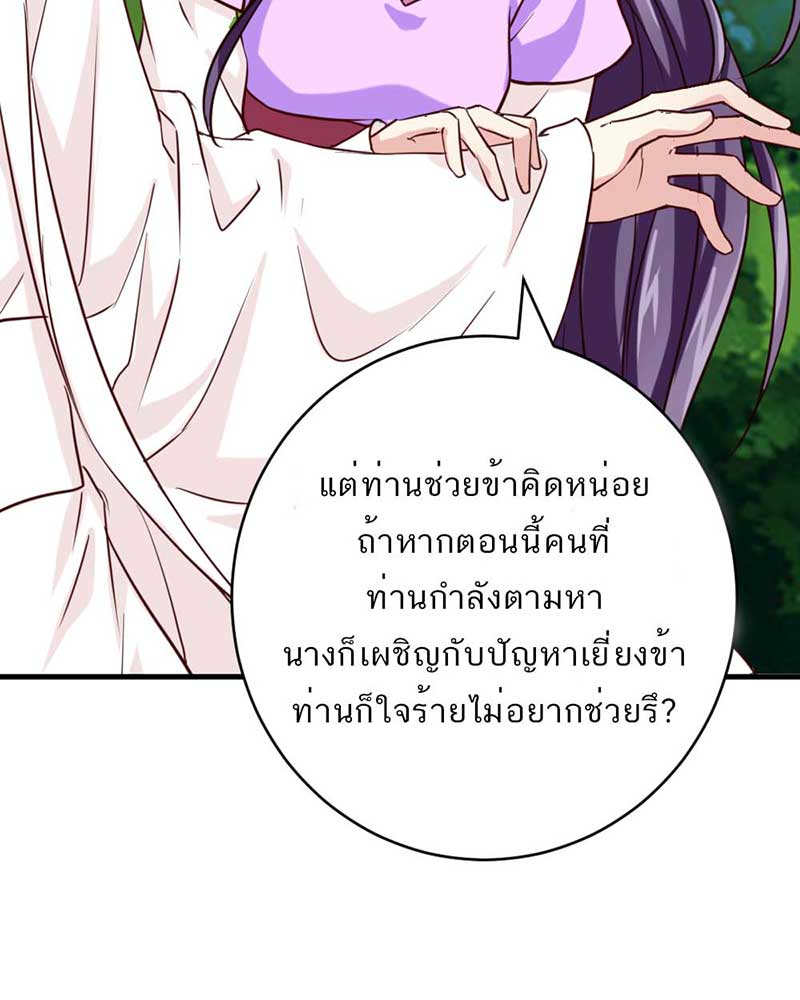 แต่ท่านช่วยข้าคิดหน่อย
ถ้าหากตอนนี้คนที่
ท่านกำลังตามหา
นางก็เผชิญกับปัญหาเยี่ยงข้า
ท่านก็ใจร้ายไม่อยากช่วยรึ?